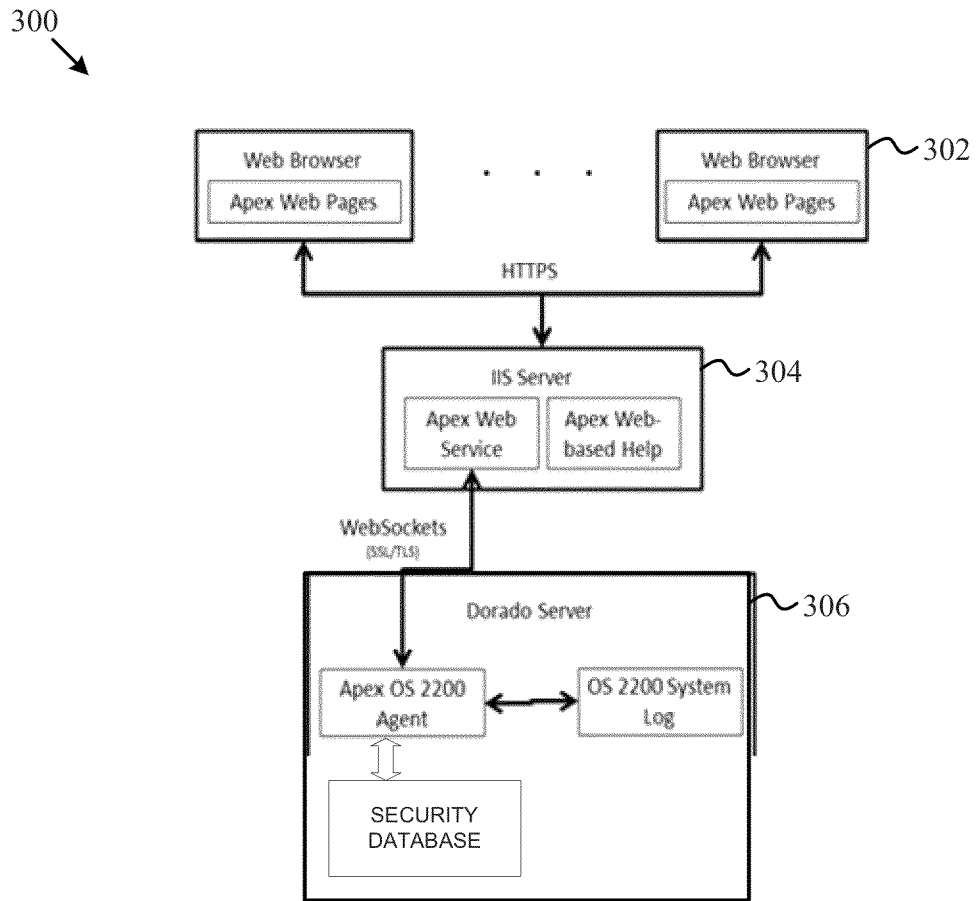 300
Web Browser
Apex Web Pages
. . .
Web Browser
Apex Web Pages
302
HTTPS
IIS Server
304
Apex Web
Service
Apex Web-
based Help
WebSockets
(SSL/TLS)
Dorado Server
306
Apex OS 2200
Agent
OS 2200 System
Log
SECURITY
DATABASE